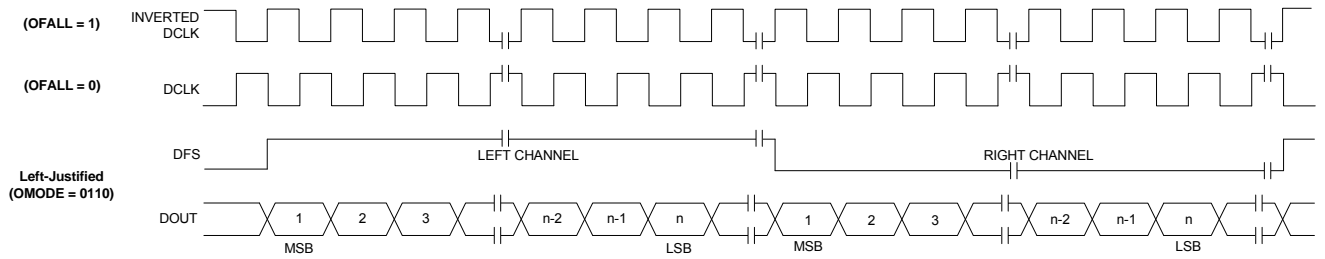 (OFALL = 1)
INVERTED
DCLK
(OFALL = 0)
DCLK
DFS
LEFT CHANNEL
RIGHT CHANNEL
Left-Justified
(OMODE = 0110)
DOUT
1 2 3 n-2 n-1 n 1 2 3 n-2 n-1 n
MSB LSB MSB LSB